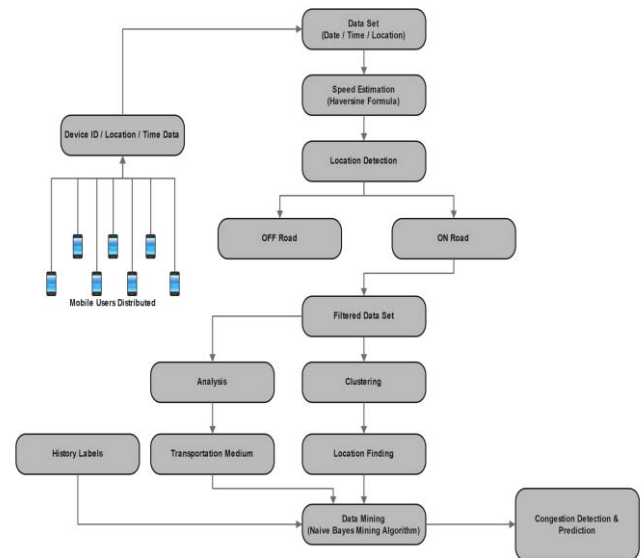 Data Set
(Date / Time / Location)
Speed Estimation
(Haversine Formula)
Device ID / Location / Time Data
Location Detection
OFF Road
ON Road
Mobile Users Distributed
Filtered Data Set
Analysis
Clustering
History Labels
Transportation Medium
Location Finding
Data Mining
(Naive Bayes Mining Algorithm)
Congestion Detection &
Prediction